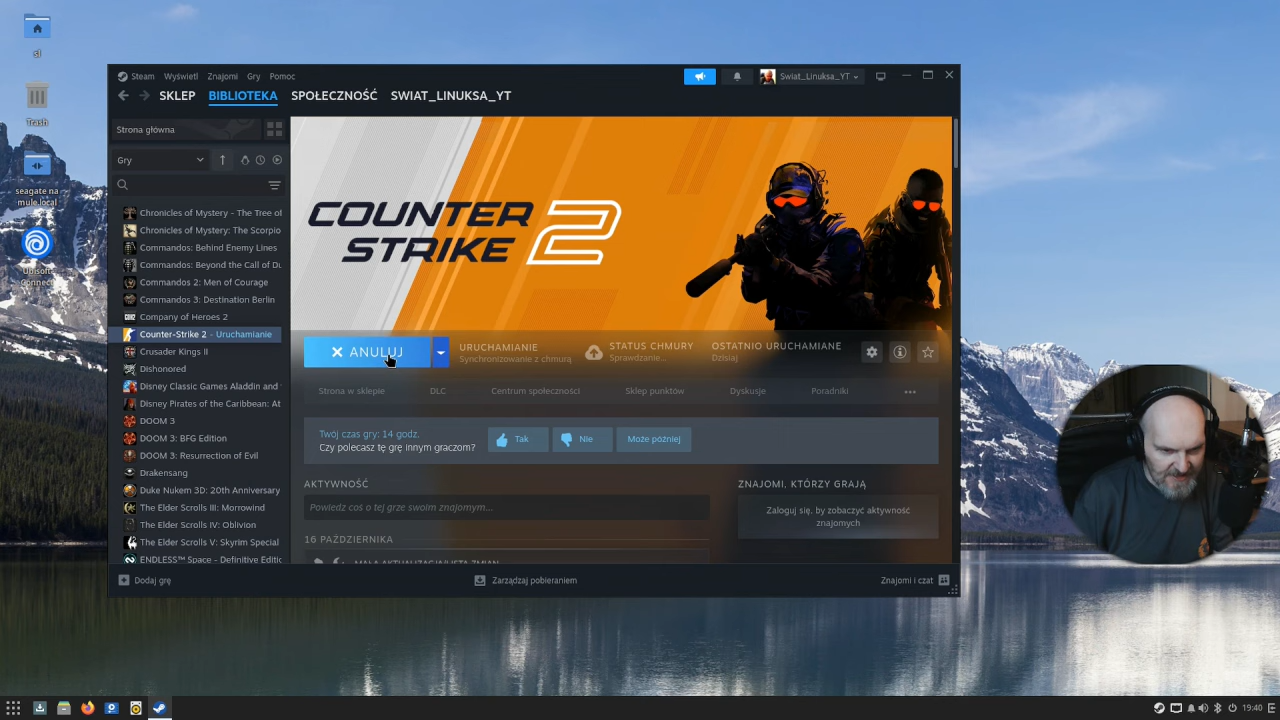 sf
Trash
seagate na
mule.local
Ubisoft
Connect
Steam Wyświetl Znajomi Gry Pomoc
Swiat_Linuksa_YT
SKLEP BIBLIOTEKA SPOŁECZNOŚĆ SWIAT_LINUKSA_YT
Strona główna
Gry
Chronicles of Mystery - The Tree of
Chronicles of Mystery: The Scorpio
Commandos: Behind Enemy Lines
Commandos: Beyond the Call of Du
Commandos 2: Men of Courage
Commandos 3: Destination Berlin
Company of Heroes 2
Counter-Strike 2 - Uruchamianie
Crusader Kings II
Dishonored
Disney Classic Games Aladdin and
Disney Pirates of the Caribbean: At
DOOM 3
DOOM 3: BFG Edition
DOOM 3: Resurrection of Evil
Drakensang
Duke Nukem 3D: 20th Anniversary
The Elder Scrolls III: Morrowind
The Elder Scrolls IV: Oblivion
The Elder Scrolls V: Skyrim Special
ENDLESS™ Space - Definitive Editic
COUNTER
STRIKE 2
ANULUJ
URUCHAMIANIE
Synchronizowanie z chmurą
STATUS CHMURY
Sprawdzanie...
OSTATNIO URUCHAMIANE
Dzisiaj
Strona w sklepie DLC Centrum społeczności Sklep punktów Dyskusje Poradniki
Twój czas gry: 14 godz.
Czy polecasz tę grę innym graczom?
Tak Nie Może później
AKTYWNOŚĆ
Powiedz coś o tej grze swoim znajomym...
16 PAŹDZIERNIKA
MAŁA AKTUALIZACJA/LISTA ZMIAN
ZNAJOMI, KTÓRZY GRAJĄ
Zaloguj się, by zobaczyć aktywność
znajomych
Dodaj grę Zarządzaj pobieraniem Znajomi i czat
19:40